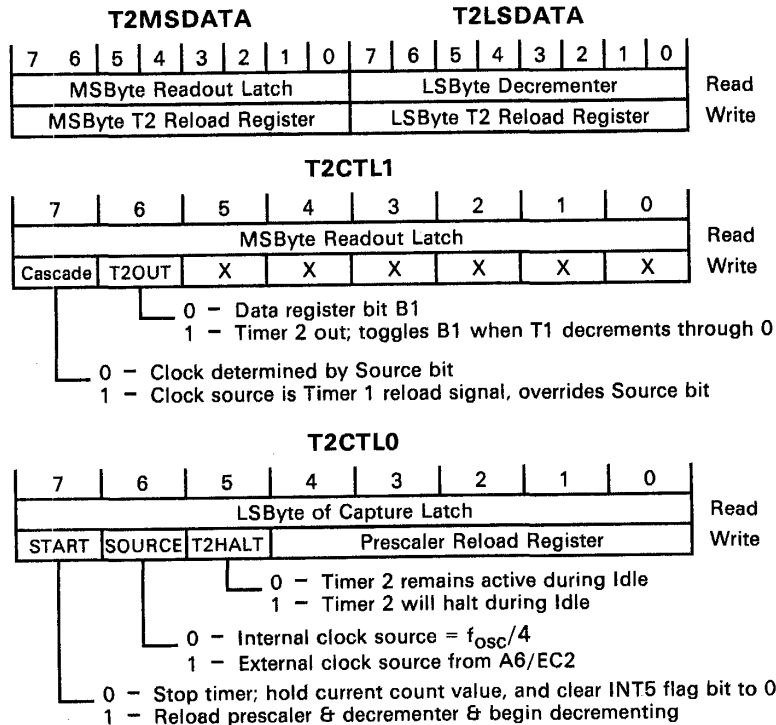 T2MSDATA T2LSDATA
7 6 5 4 3 2 1 0 7 6 5 4 3 2 1 0
MSByte Readout Latch LSByte Decrementer Read
MSByte T2 Reload Register LSByte T2 Reload Register Write
T2CTL1
7 6 5 4 3 2 1 0
MSByte Readout Latch Read
Cascade T2OUT X X X X X X Write
0 – Data register bit B1
1 – Timer 2 out; toggles B1 when T1 decrements through 0
0 – Clock determined by Source bit
1 – Clock source is Timer 1 reload signal, overrides Source bit
T2CTL0
7 6 5 4 3 2 1 0
LSByte of Capture Latch Read
START SOURCE T2HALT Prescaler Reload Register Write
0 – Timer 2 remains active during Idle
1 – Timer 2 will halt during Idle
0 – Internal clock source = fosc/4
1 – External clock source from A6/EC2
0 – Stop timer; hold current count value, and clear INT5 flag bit to 0
1 – Reload prescaler & decrementer & begin decrementing